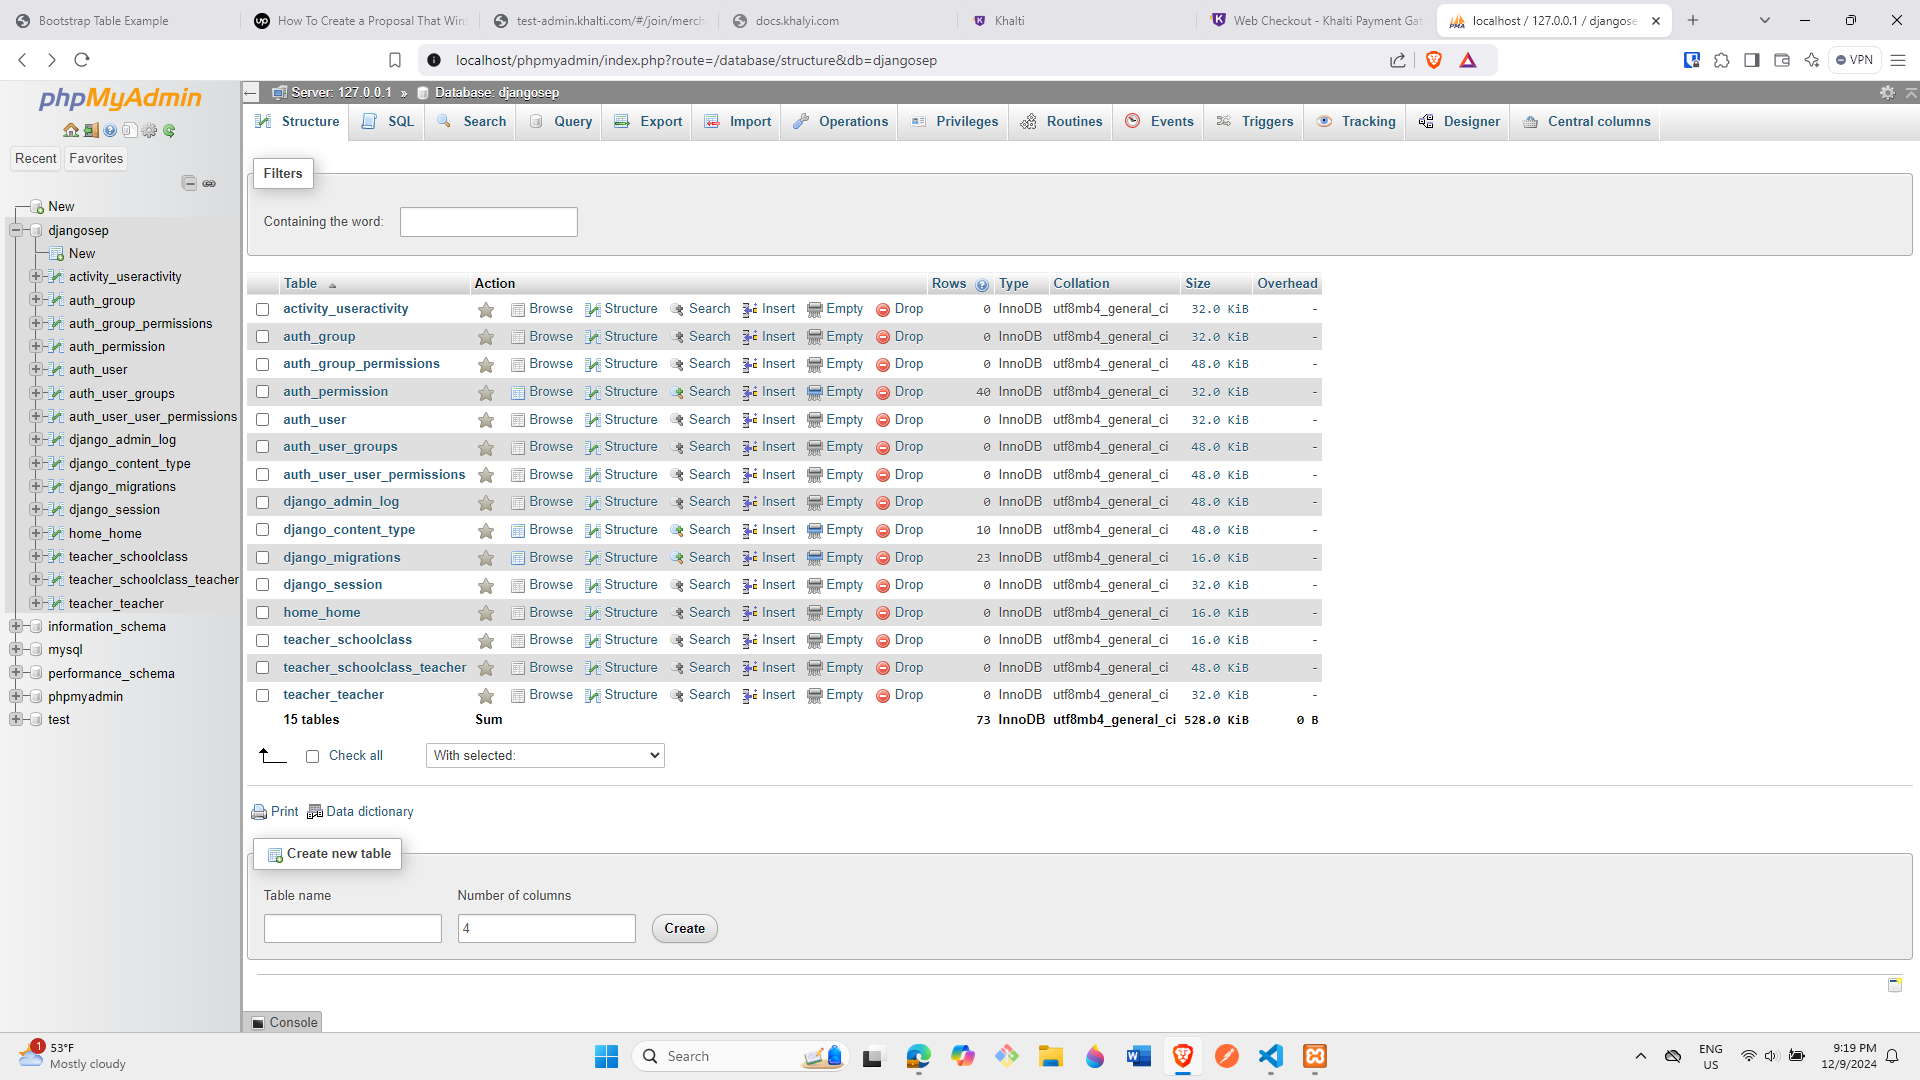 Bootstrap Table Example
How To Create a Proposal That Wins
test-admin.khalti.com/#/join/merch
docs.khalyi.com
Khalti
Web Checkout - Khalti Payment Gat
localhost / 127.0.0.1 / djangose
localhost/phpmyadmin/index.php?route=/database/structure&db=djangosep
VPN
phpMyAdmin
Recent
Favorites
New
djangosep
New
activity_useractivity
auth_group
auth_group_permissions
auth_permission
auth_user
auth_user_groups
auth_user_user_permissions
django_admin_log
django_content_type
django_migrations
django_session
home_home
teacher_schoolclass
teacher_schoolclass_teacher
teacher_teacher
information_schema
mysql
performance_schema
phpmyadmin
test
Server: 127.0.0.1 » Database: djangosep
Structure SQL Search Query Export Import Operations Privileges Routines Events Triggers Tracking Designer Central columns
Filters
Containing the word:
Table Action Rows Type Collation Size Overhead
activity_useractivity Browse Structure Search Insert Empty Drop 0 InnoDB utf8mb4_general_ci 32.0 KiB -
auth_group Browse Structure Search Insert Empty Drop 0 InnoDB utf8mb4_general_ci 32.0 KiB -
auth_group_permissions Browse Structure Search Insert Empty Drop 0 InnoDB utf8mb4_general_ci 48.0 KiB -
auth_permission Browse Structure Search Insert Empty Drop 40 InnoDB utf8mb4_general_ci 32.0 KiB -
auth_user Browse Structure Search Insert Empty Drop 0 InnoDB utf8mb4_general_ci 32.0 KiB -
auth_user_groups Browse Structure Search Insert Empty Drop 0 InnoDB utf8mb4_general_ci 48.0 KiB -
auth_user_user_permissions Browse Structure Search Insert Empty Drop 0 InnoDB utf8mb4_general_ci 48.0 KiB -
django_admin_log Browse Structure Search Insert Empty Drop 0 InnoDB utf8mb4_general_ci 48.0 KiB -
django_content_type Browse Structure Search Insert Empty Drop 10 InnoDB utf8mb4_general_ci 48.0 KiB -
django_migrations Browse Structure Search Insert Empty Drop 23 InnoDB utf8mb4_general_ci 16.0 KiB -
django_session Browse Structure Search Insert Empty Drop 0 InnoDB utf8mb4_general_ci 32.0 KiB -
home_home Browse Structure Search Insert Empty Drop 0 InnoDB utf8mb4_general_ci 16.0 KiB -
teacher_schoolclass Browse Structure Search Insert Empty Drop 0 InnoDB utf8mb4_general_ci 16.0 KiB -
teacher_schoolclass_teacher Browse Structure Search Insert Empty Drop 0 InnoDB utf8mb4_general_ci 48.0 KiB -
teacher_teacher Browse Structure Search Insert Empty Drop 0 InnoDB utf8mb4_general_ci 32.0 KiB -
15 tables Sum 73 InnoDB utf8mb4_general_ci 528.0 KiB 0 B
Check all With selected:
Print Data dictionary
Create new table
Table name Number of columns
4 Create
Console
1
53°F
Mostly cloudy
Search
ENG
US
9:19 PM
12/9/2024